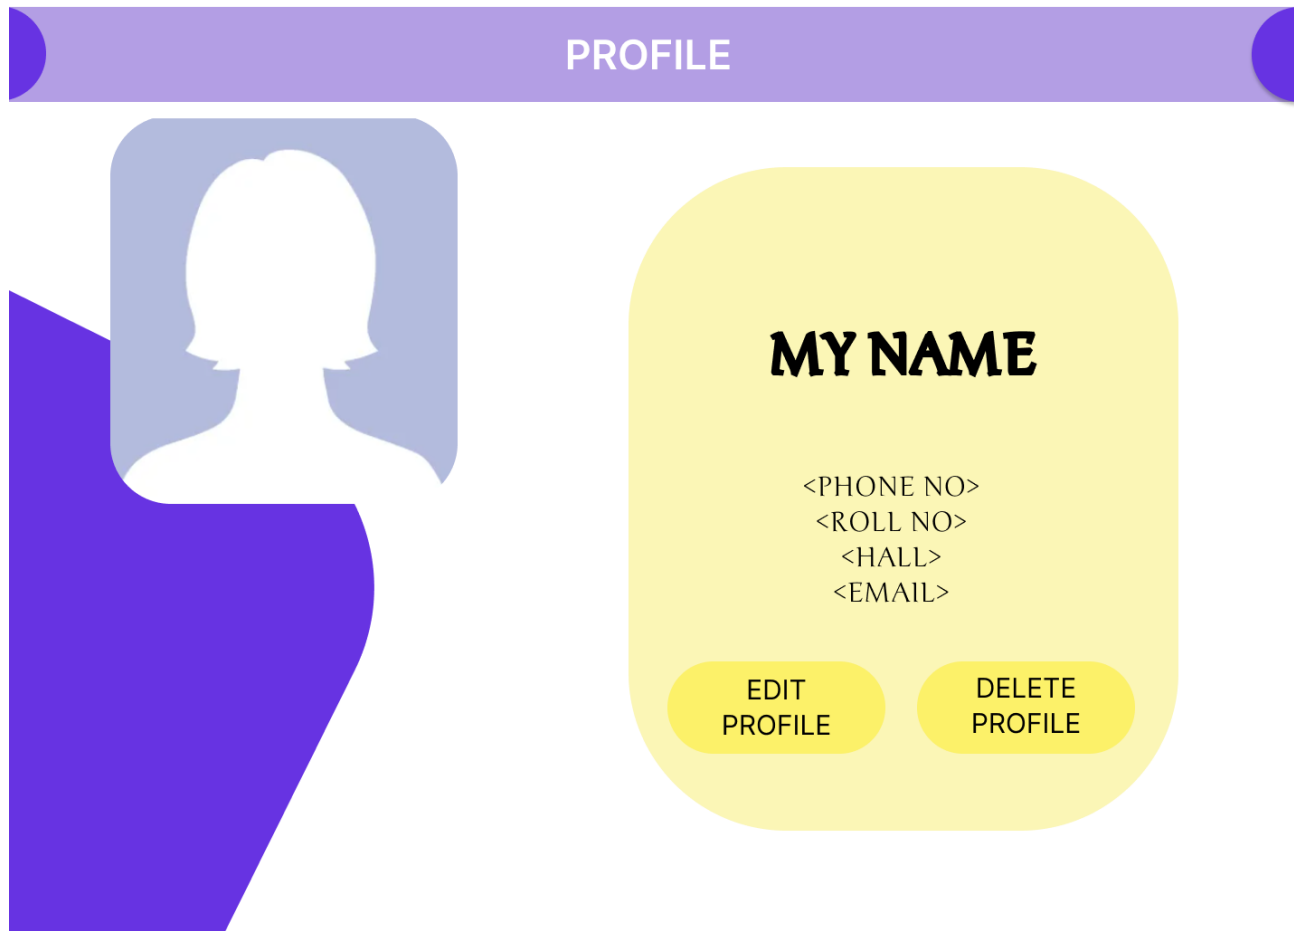 PROFILE
MY NAME
<PHONE NO>
<ROLL NO>
<HALL>
<EMAIL>
EDIT
PROFILE
DELETE
PROFILE